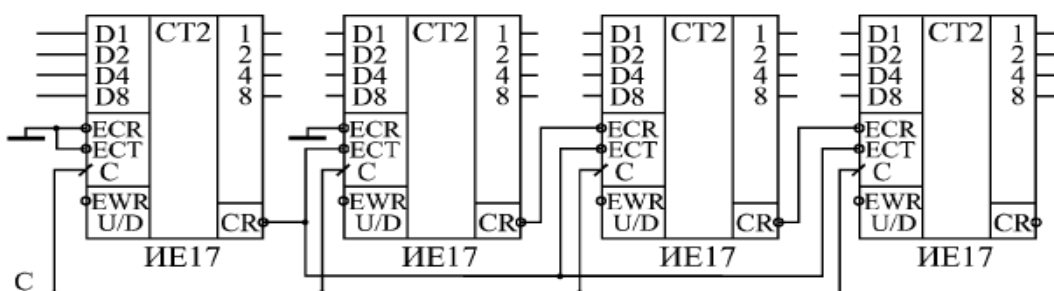 D1 CT2 1 D1 CT2 1 D1 CT2 1 D1 CT2 1
D2 2 D2 2 D2 2 D2 2
D4 4 D4 4 D4 4 D4 4
D8 8 D8 8 D8 8 D8 8
ECR ECR ECR ECR
ECT ECT ECT ECT
C C C C
EWR EWR EWR EWR
U/D CR U/D CR U/D CR U/D CR
ИЕ17 ИЕ17 ИЕ17 ИЕ17
C